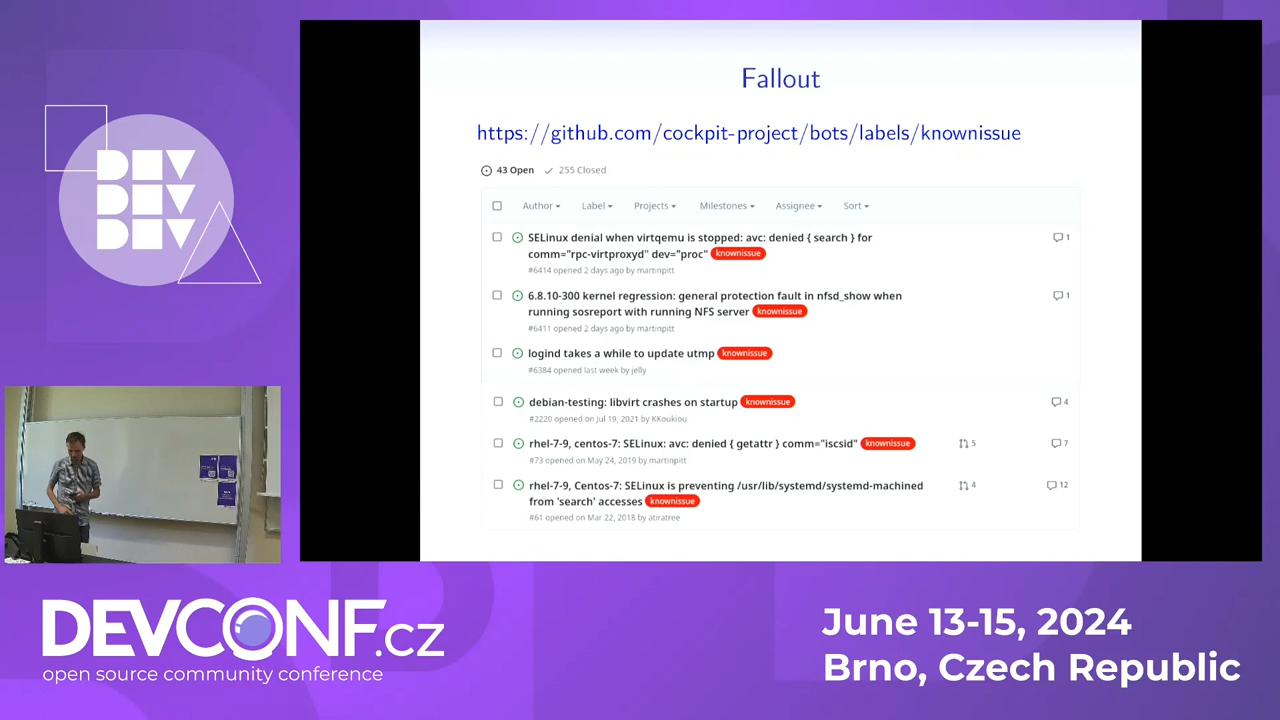 DEV
DEV
DEV
Fallout
https://github.com/cockpit-project/bots/labels/knownissue
43 Open 255 Closed
Author Label Projects Milestones Assignee Sort
SELinux denial when virtqemu is stopped: avc: denied { search } for
comm="rpc-virtproxyd" dev="proc" knownissue
1
#6414 opened 2 days ago by martinpitt
6.8.10-300 kernel regression: general protection fault in nfsd_show when
running sosreport with running NFS server knownissue
1
#6411 opened 2 days ago by martinpitt
logind takes a while to update utmp knownissue
#6384 opened last week by jelly
debian-testing: libvirt crashes on startup knownissue 4
#2220 opened on Jul 19, 2021 by KKoukiou
rhel-7-9, centos-7: SELinux: avc: denied { getattr } comm="iscsid" knownissue 5 7
#73 opened on May 24, 2019 by martinpitt
rhel-7-9, Centos-7: SELinux is preventing /usr/lib/systemd/systemd-machined
from 'search' accesses knownissue
4 12
#61 opened on Mar 22, 2018 by atiratree
DEVCONF.cz
open source community conference
June 13-15, 2024
Brno, Czech Republic